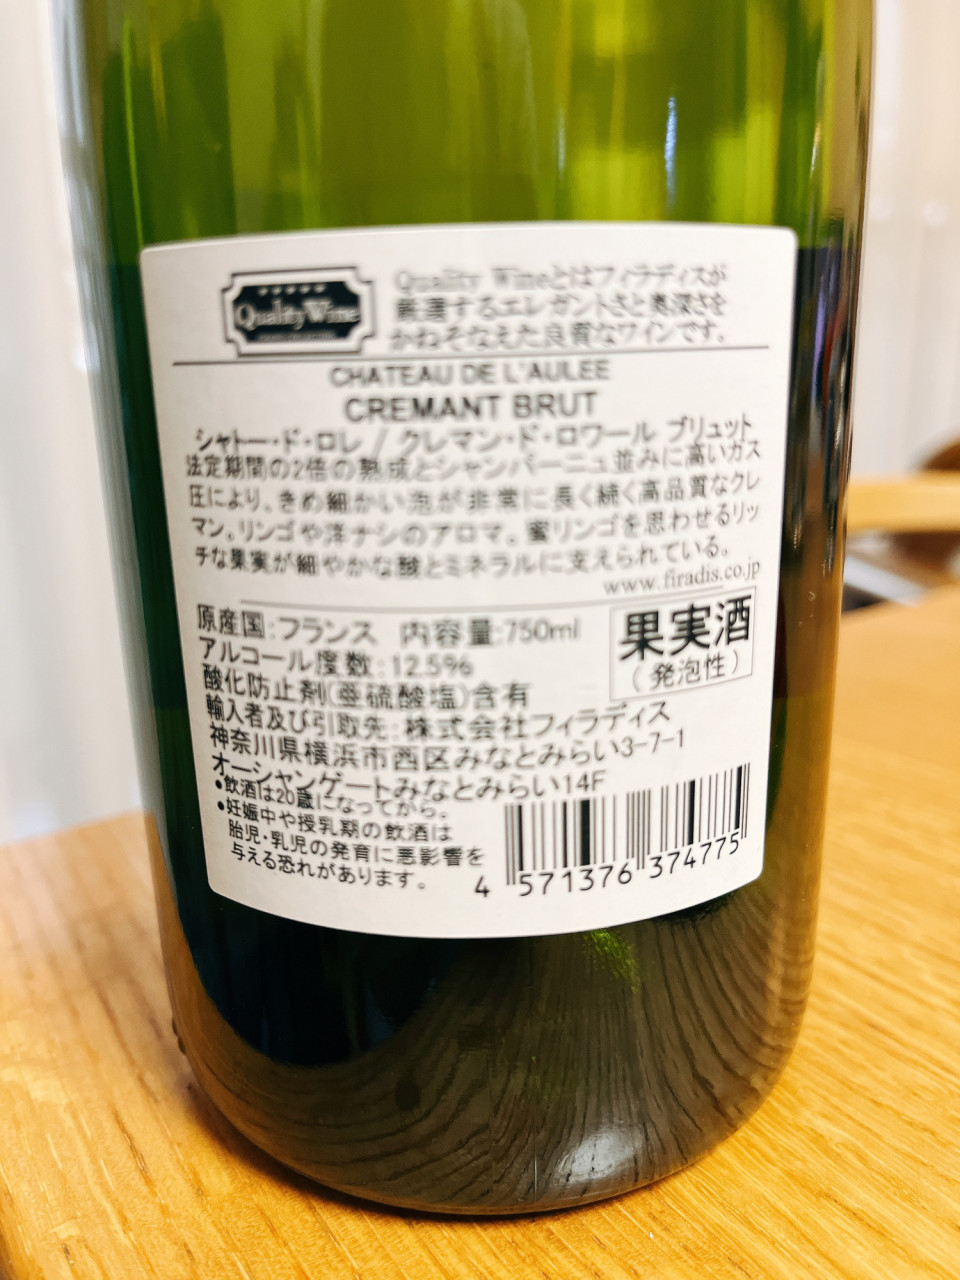 Quality Wine
Quality Wineとはフィラディスが
厳選するエレガントさと奥深さを
かねそなえた良質なワインです。
CHATEAU DE L'AULEE
CREMANT BRUT
シャトー・ド・ロレ / クレマン・ド・ロワール ブリュット
法定期間の2倍の熟成とシャンパーニュ並みに高いガス
圧により、きめ細かい泡が非常に長く続く高品質なクレ
マン。リンゴや洋ナシのアロマ。蜜リンゴを思わせるリッ
チな果実が細やかな酸とミネラルに支えられている。
www.firadis.co.jp
原産国:フランス 内容量:750ml
アルコール度数:12.5%
果実酒
(発泡性)
酸化防止剤(亜硫酸塩)含有
輸入者及び引取先:株式会社フィラディス
神奈川県横浜市西区みなとみらい3-7-1
オーシャンゲートみなとみらい14F
•飲酒は20歳になってから。
•妊娠中や授乳期の飲酒は
胎児・乳児の発育に悪影響を
与える恐れがあります。
4 571376 374775